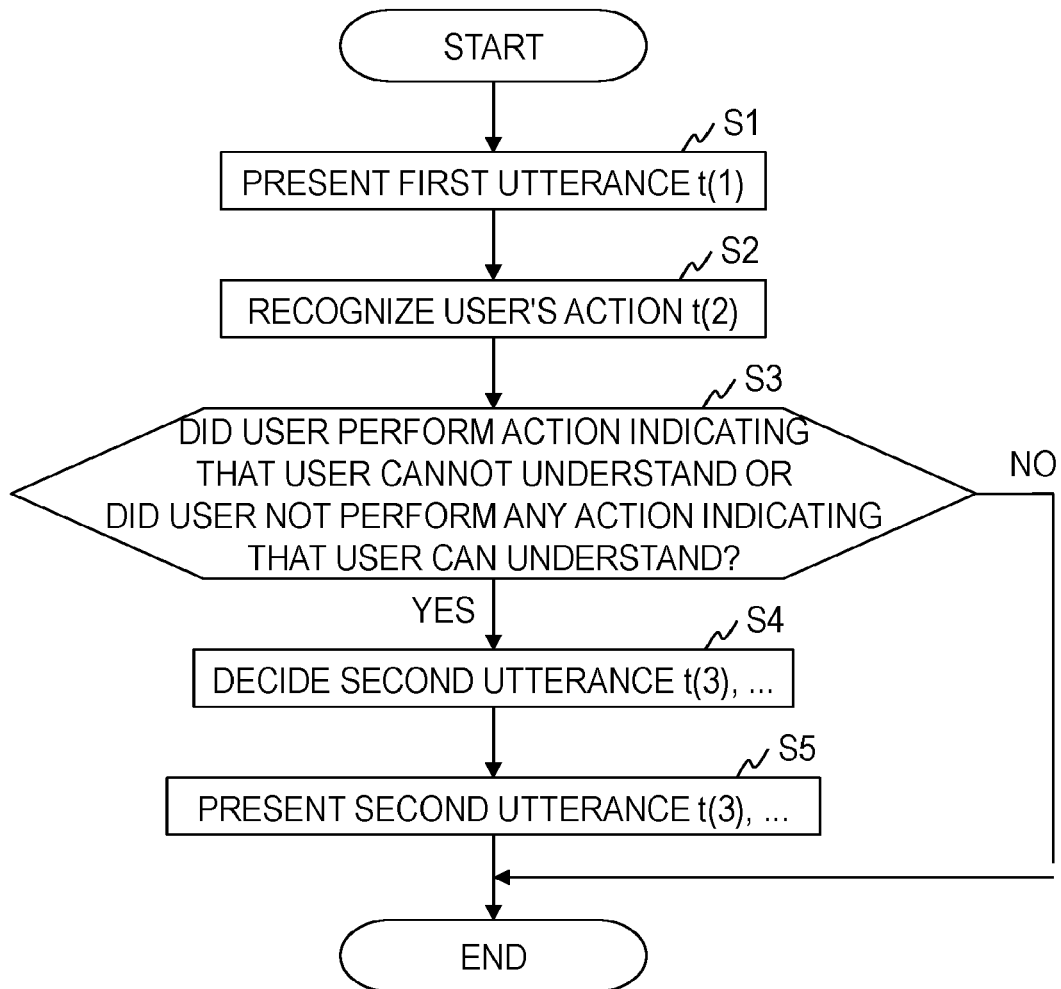 START
S1
PRESENT FIRST UTTERANCE t(1)
S2
RECOGNIZE USER'S ACTION t(2)
S3
DID USER PERFORM ACTION INDICATING
THAT USER CANNOT UNDERSTAND OR
DID USER NOT PERFORM ANY ACTION INDICATING
THAT USER CAN UNDERSTAND?
NO
YES
S4
DECIDE SECOND UTTERANCE t(3), ...
S5
PRESENT SECOND UTTERANCE t(3), ...
END